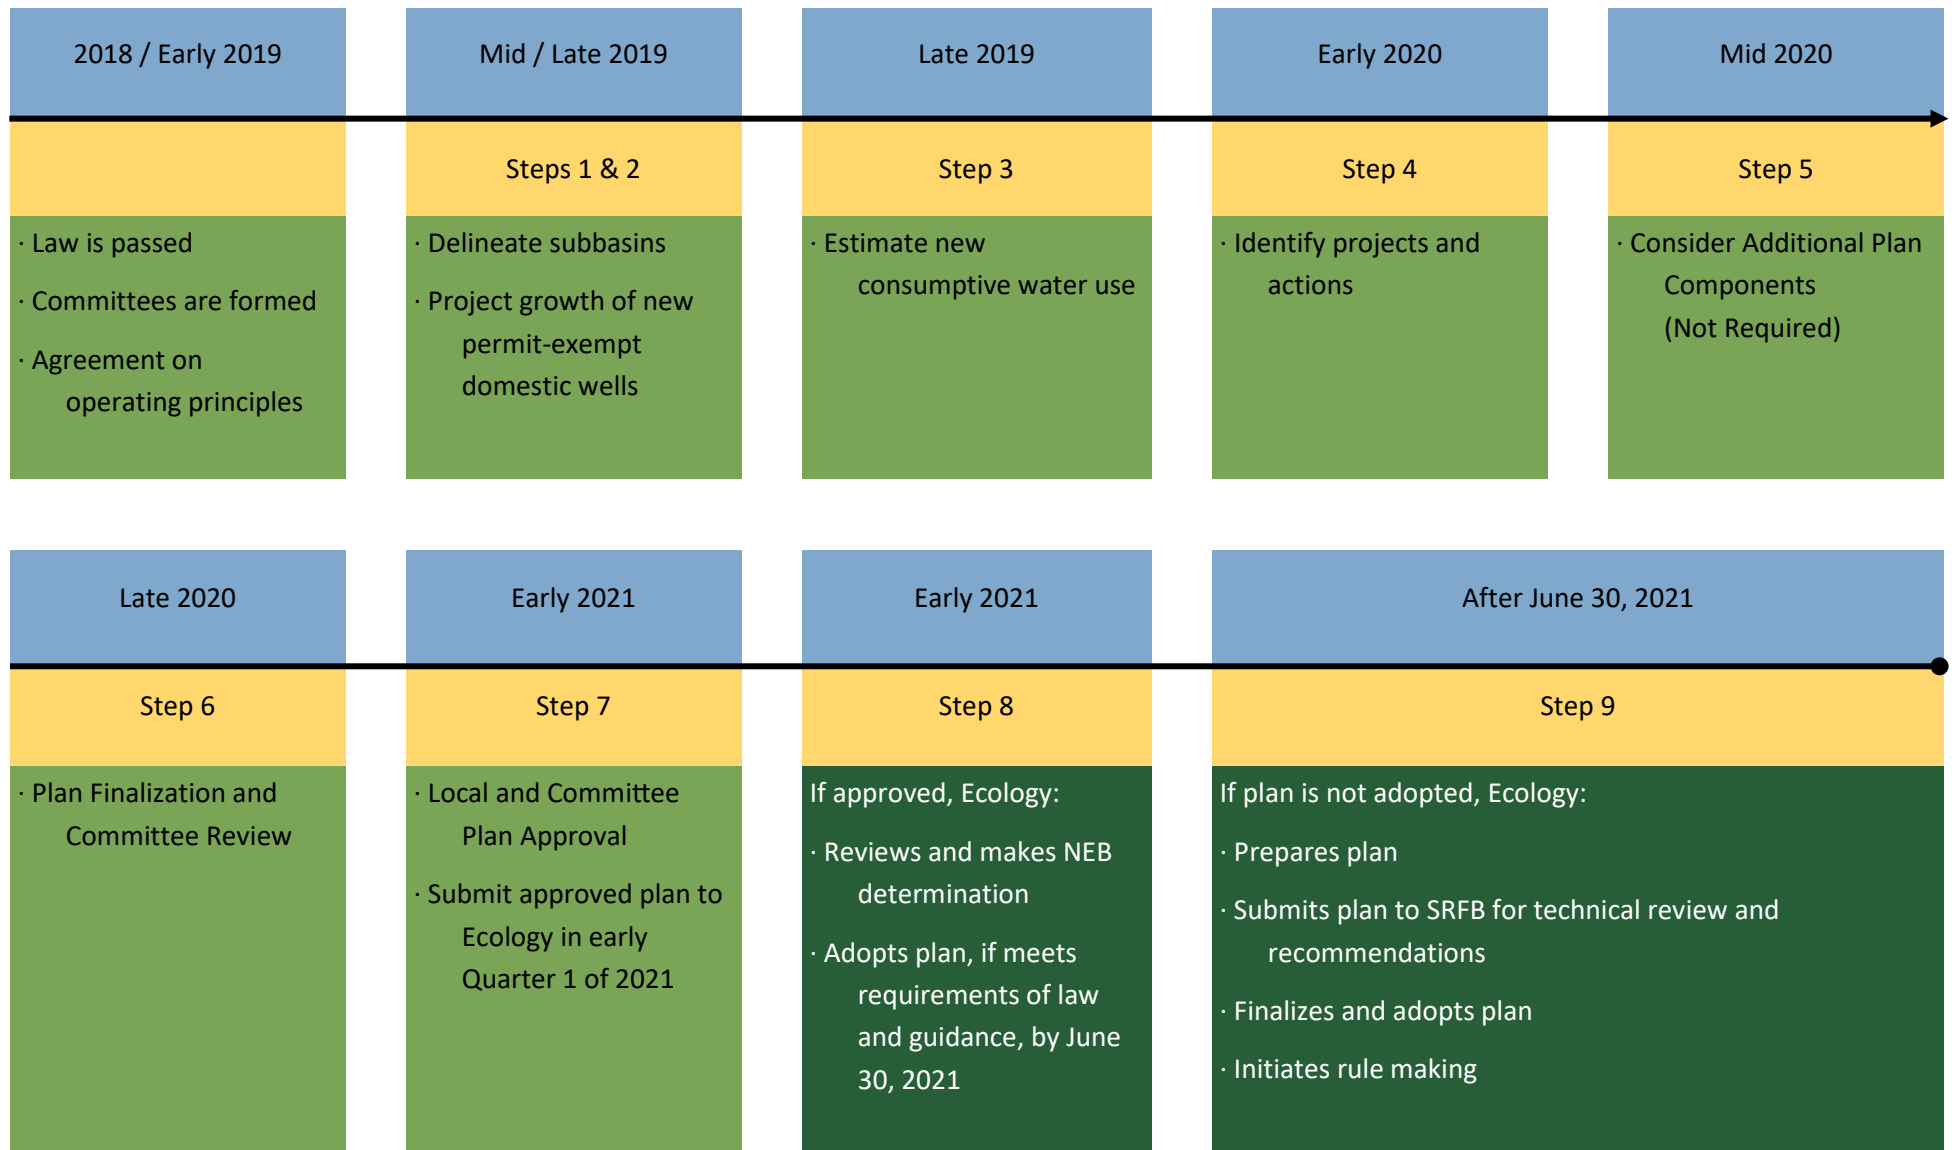 2018 / Early 2019
Mid / Late 2019
Late 2019
Early 2020
Mid 2020
Steps 1 & 2
Step 3
Step 4
Step 5
· Law is passed
· Committees are formed
· Agreement on
operating principles
· Delineate subbasins
· Project growth of new
permit-exempt
domestic wells
· Estimate new
consumptive water use
· Identify projects and
actions
· Consider Additional Plan
Components
(Not Required)
Late 2020
Early 2021
Early 2021
After June 30, 2021
Step 6
Step 7
Step 8
Step 9
· Plan Finalization and
Committee Review
· Local and Committee
Plan Approval
· Submit approved plan to
Ecology in early
Quarter 1 of 2021
If approved, Ecology:
· Reviews and makes NEB
determination
· Adopts plan, if meets
requirements of law
and guidance, by June
30, 2021
If plan is not adopted, Ecology:
· Prepares plan
· Submits plan to SRFB for technical review and
recommendations
· Finalizes and adopts plan
· Initiates rule making